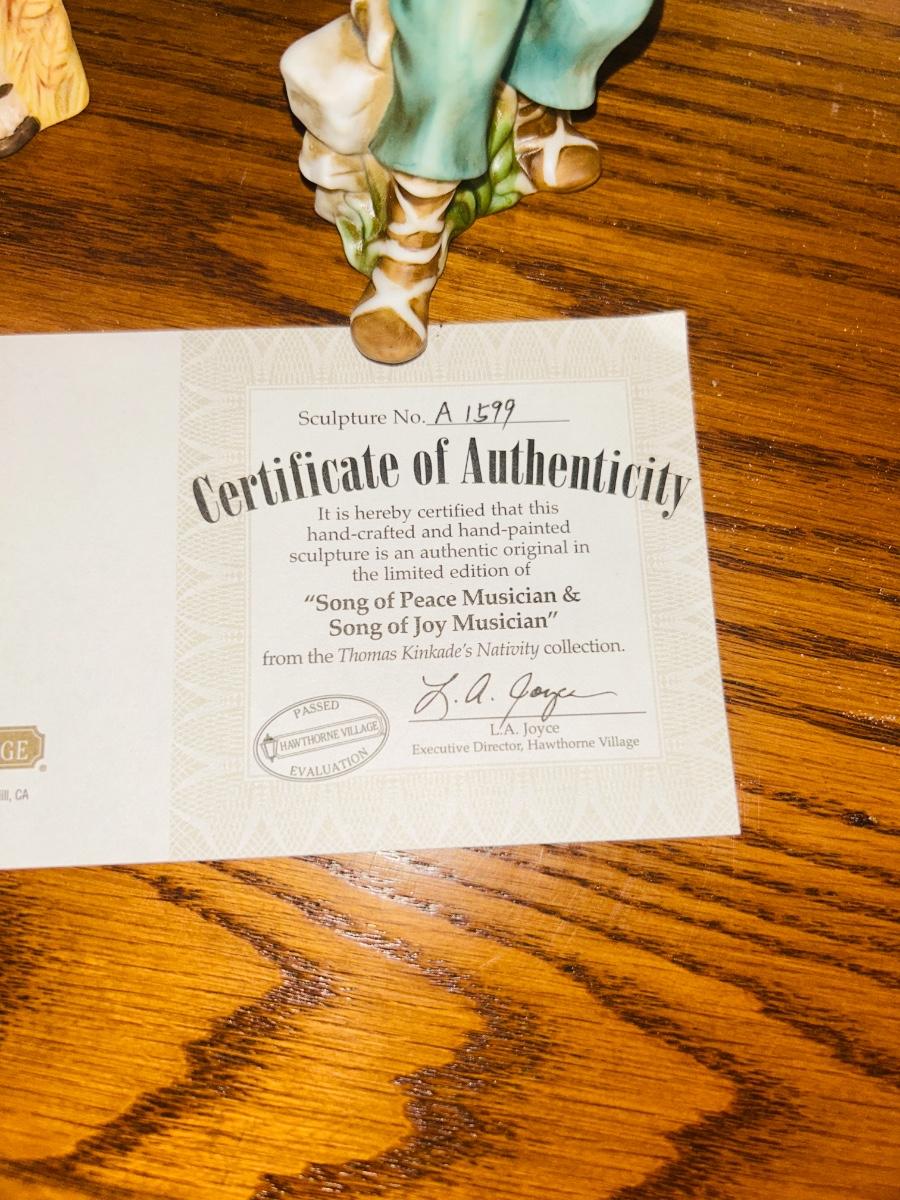 Sculpture No. A 1599
Certificate of Authenticity
It is hereby certified that this
hand-crafted and hand-painted
sculpture is an authentic original in
the limited edition of
“Song of Peace Musician &
Song of Joy Musician”
from the Thomas Kinkade's Nativity collection.
L. A. Joyce
L.A. Joyce
Executive Director, Hawthorne Village
PASSED
HAWTHORNE VILLAGE
EVALUATION
GE
®
ill, CA